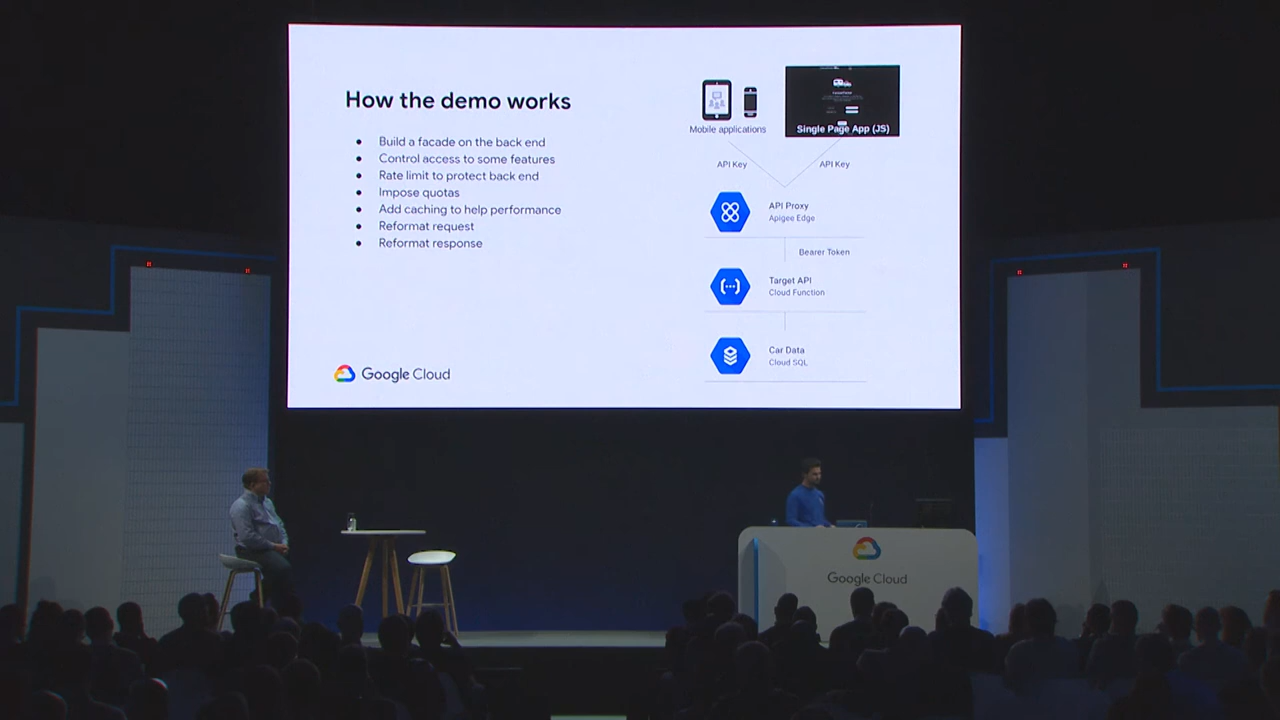 How the demo works
Build a facade on the back end
Control access to some features
Rate limit to protect back end
Impose quotas
Add caching to help performance
Reformat request
Reformat response
Google Cloud
Mobile applications
Single Page App (JS)
API Key
API Key
API Proxy
Apigee Edge
Bearer Token
Target API
Cloud Function
Car Data
Cloud SQL
Google Cloud